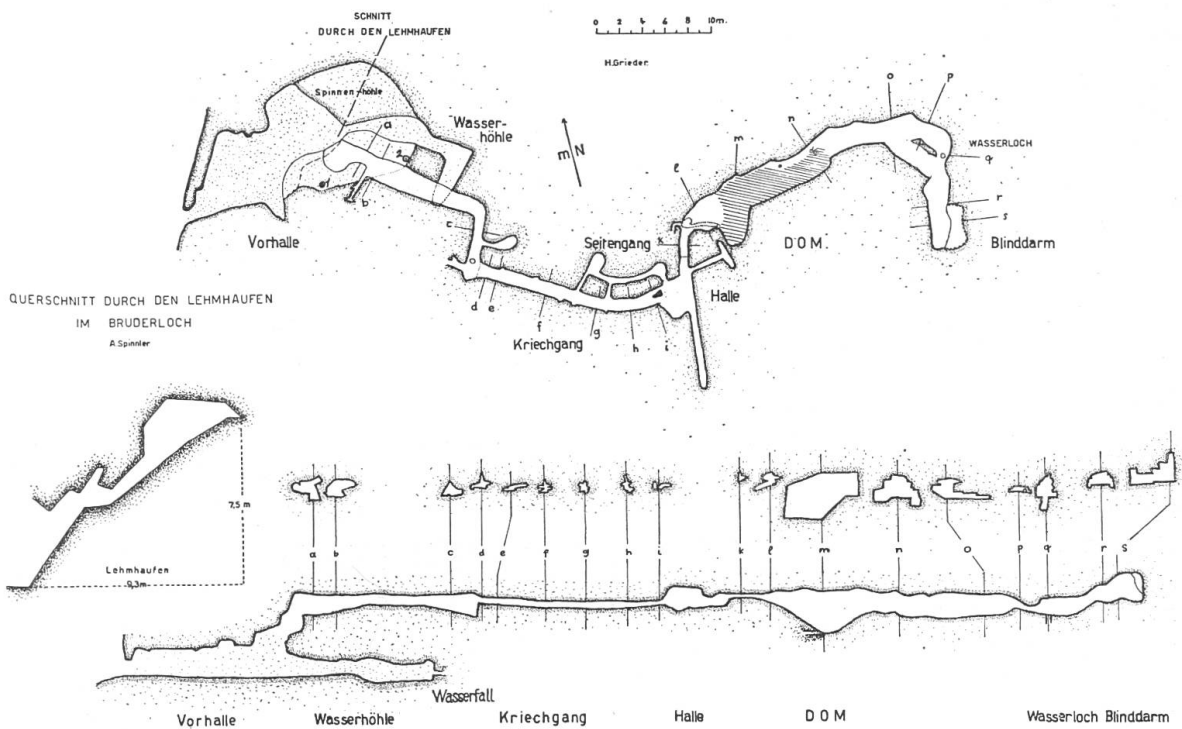 SCHNITT
DURCH DEN LEHMHAUFEN
0 2 4 6 8 10m.
H.Grieder.
Spinnen-höhle
Wasser-
höhle
mN
a
b
c
d
e
f
g
h
i
k
l
m
n
o
p
WASSERLOCH
q
r
s
Vorhalle
Seitengang
DOM.
Blinddarm
Halle
Kriechgang
QUERSCHNITT DURCH DEN LEHMHAUFEN
IM BRUDERLOCH
A.Spinnler
7,5 m
Lehmhaufen
9,3m
a b c d e f g h i k l m n o p q r s
Wasserfall
Vorhalle Wasserhöhle Kriechgang Halle DOM Wasserloch Blinddarm